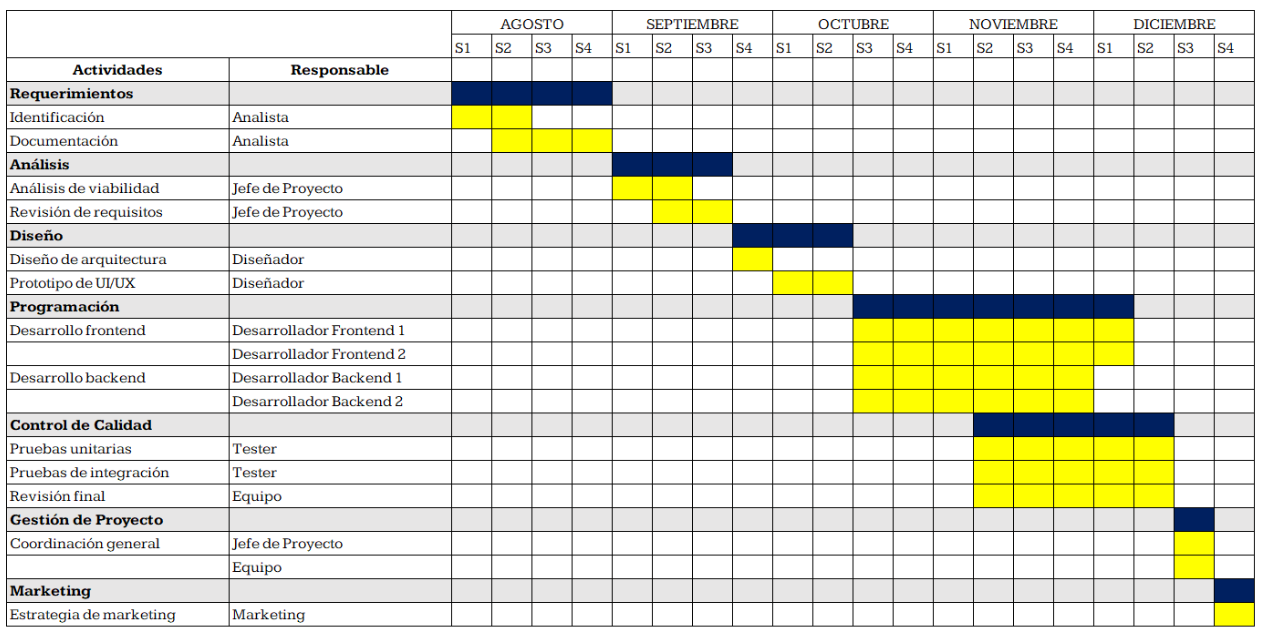 AGOSTO SEPTIEMBRE OCTUBRE NOVIEMBRE DICIEMBRE
S1 S2 S3 S4 S1 S2 S3 S4 S1 S2 S3 S4 S1 S2 S3 S4 S1 S2 S3 S4
Actividades Responsable
Requerimientos
Identificación Analista
Documentación Analista
Análisis
Análisis de viabilidad Jefe de Proyecto
Revisión de requisitos Jefe de Proyecto
Diseño
Diseño de arquitectura Diseñador
Prototipo de UI/UX Diseñador
Programación
Desarrollo frontend Desarrollador Frontend 1
Desarrollador Frontend 2
Desarrollo backend Desarrollador Backend 1
Desarrollador Backend 2
Control de Calidad
Pruebas unitarias Tester
Pruebas de integración Tester
Revisión final Equipo
Gestión de Proyecto
Coordinación general Jefe de Proyecto
Equipo
Marketing
Estrategia de marketing Marketing